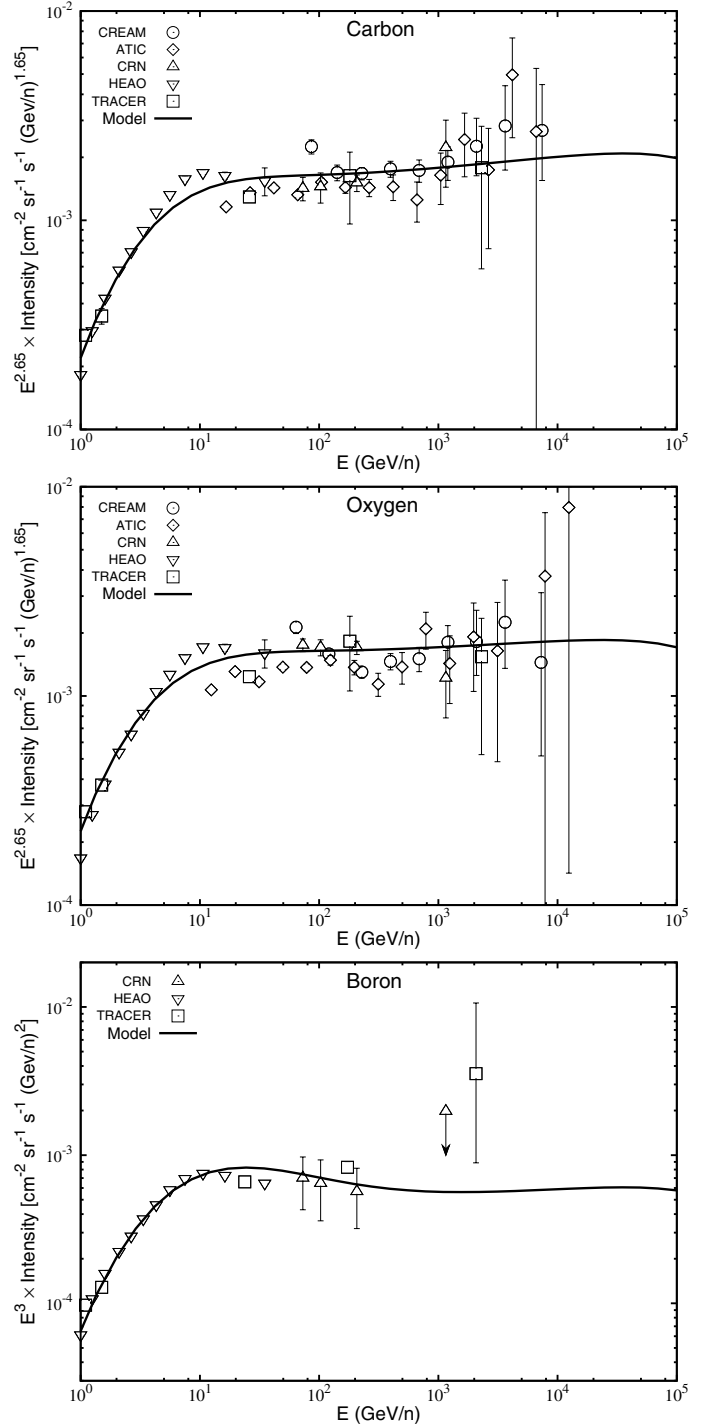 Carbon
CREAM
ATIC
CRN
HEAO
TRACER
Model
E^2.65 × Intensity [cm^-2 sr^-1 s^-1 (Gev/n)^1.65]
10^-2
10^-3
10^-4
10^0 10^1 10^2 10^3 10^4 10^5
E (GeV/n)
Oxygen
CREAM
ATIC
CRN
HEAO
TRACER
Model
E^2.65 × Intensity [cm^-2 sr^-1 s^-1 (Gev/n)^1.65]
10^-2
10^-3
10^-4
10^0 10^1 10^2 10^3 10^4 10^5
E (GeV/n)
Boron
CRN
HEAO
TRACER
Model
E^3 × Intensity [cm^-2 sr^-1 s^-1 (Gev/n)^2]
10^-2
10^-3
10^-4
10^0 10^1 10^2 10^3 10^4 10^5
E (GeV/n)